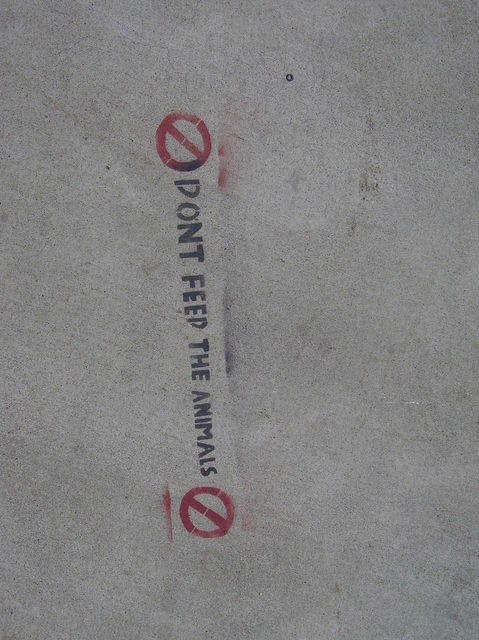 DONT FEED THE ANIMALS